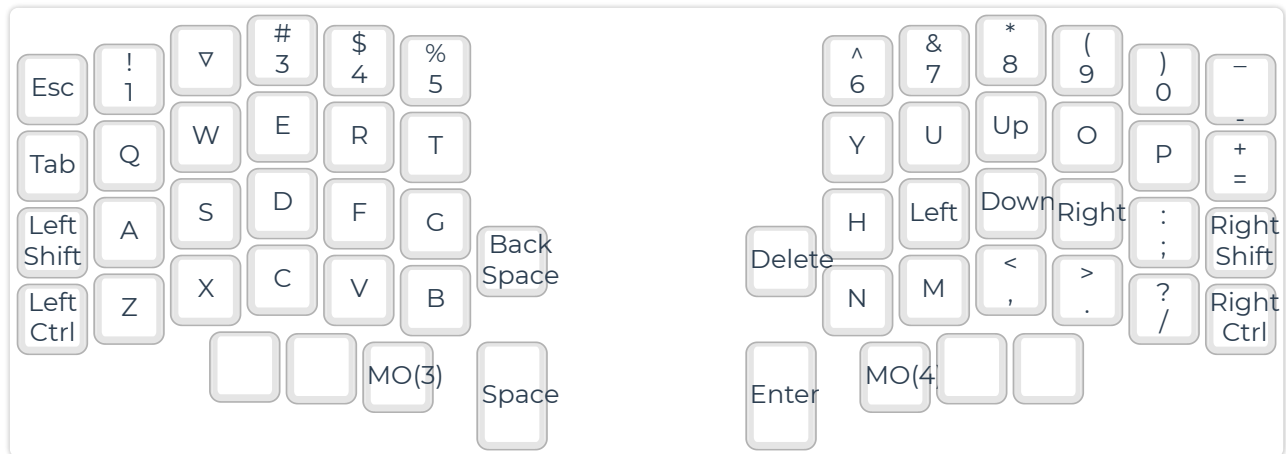 Esc
!
1
▽
#
3
$
4
%
5
^
6
&
7
*
8
(
9
)
0
_
-
Tab
Q
W
E
R
T
Y
U
Up
O
P
+
=
Left
Shift
A
S
D
F
G
Back
Space
Delete
H
Left
Down
Right
:
;
Right
Shift
Left
Ctrl
Z
X
C
V
B
N
M
<
,
>
.
?
/
Right
Ctrl
MO(3)
Space
Enter
MO(4)